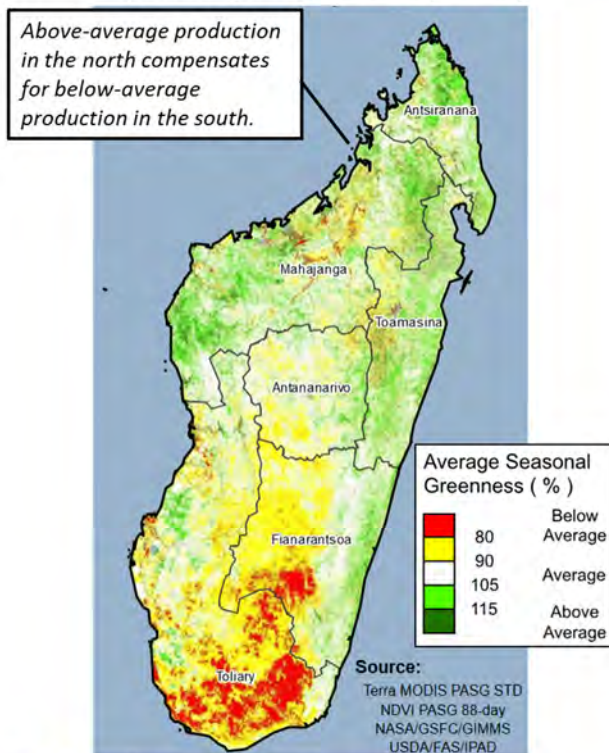 Above-average production
in the north compensates
for below-average
production in the south.
Antsiranana
Mahajanga
Toamasina
Antananarivo
Fianarantsoa
Toliary
Average Seasonal
Greenness ( % )
Below
Average
80
90
Average
105
115
Above
Average
Source:
Terra MODIS PASG STD
NDVI PASG 88-day
NASA/GSFC/GIMMS
USDA/FAS/IPAD